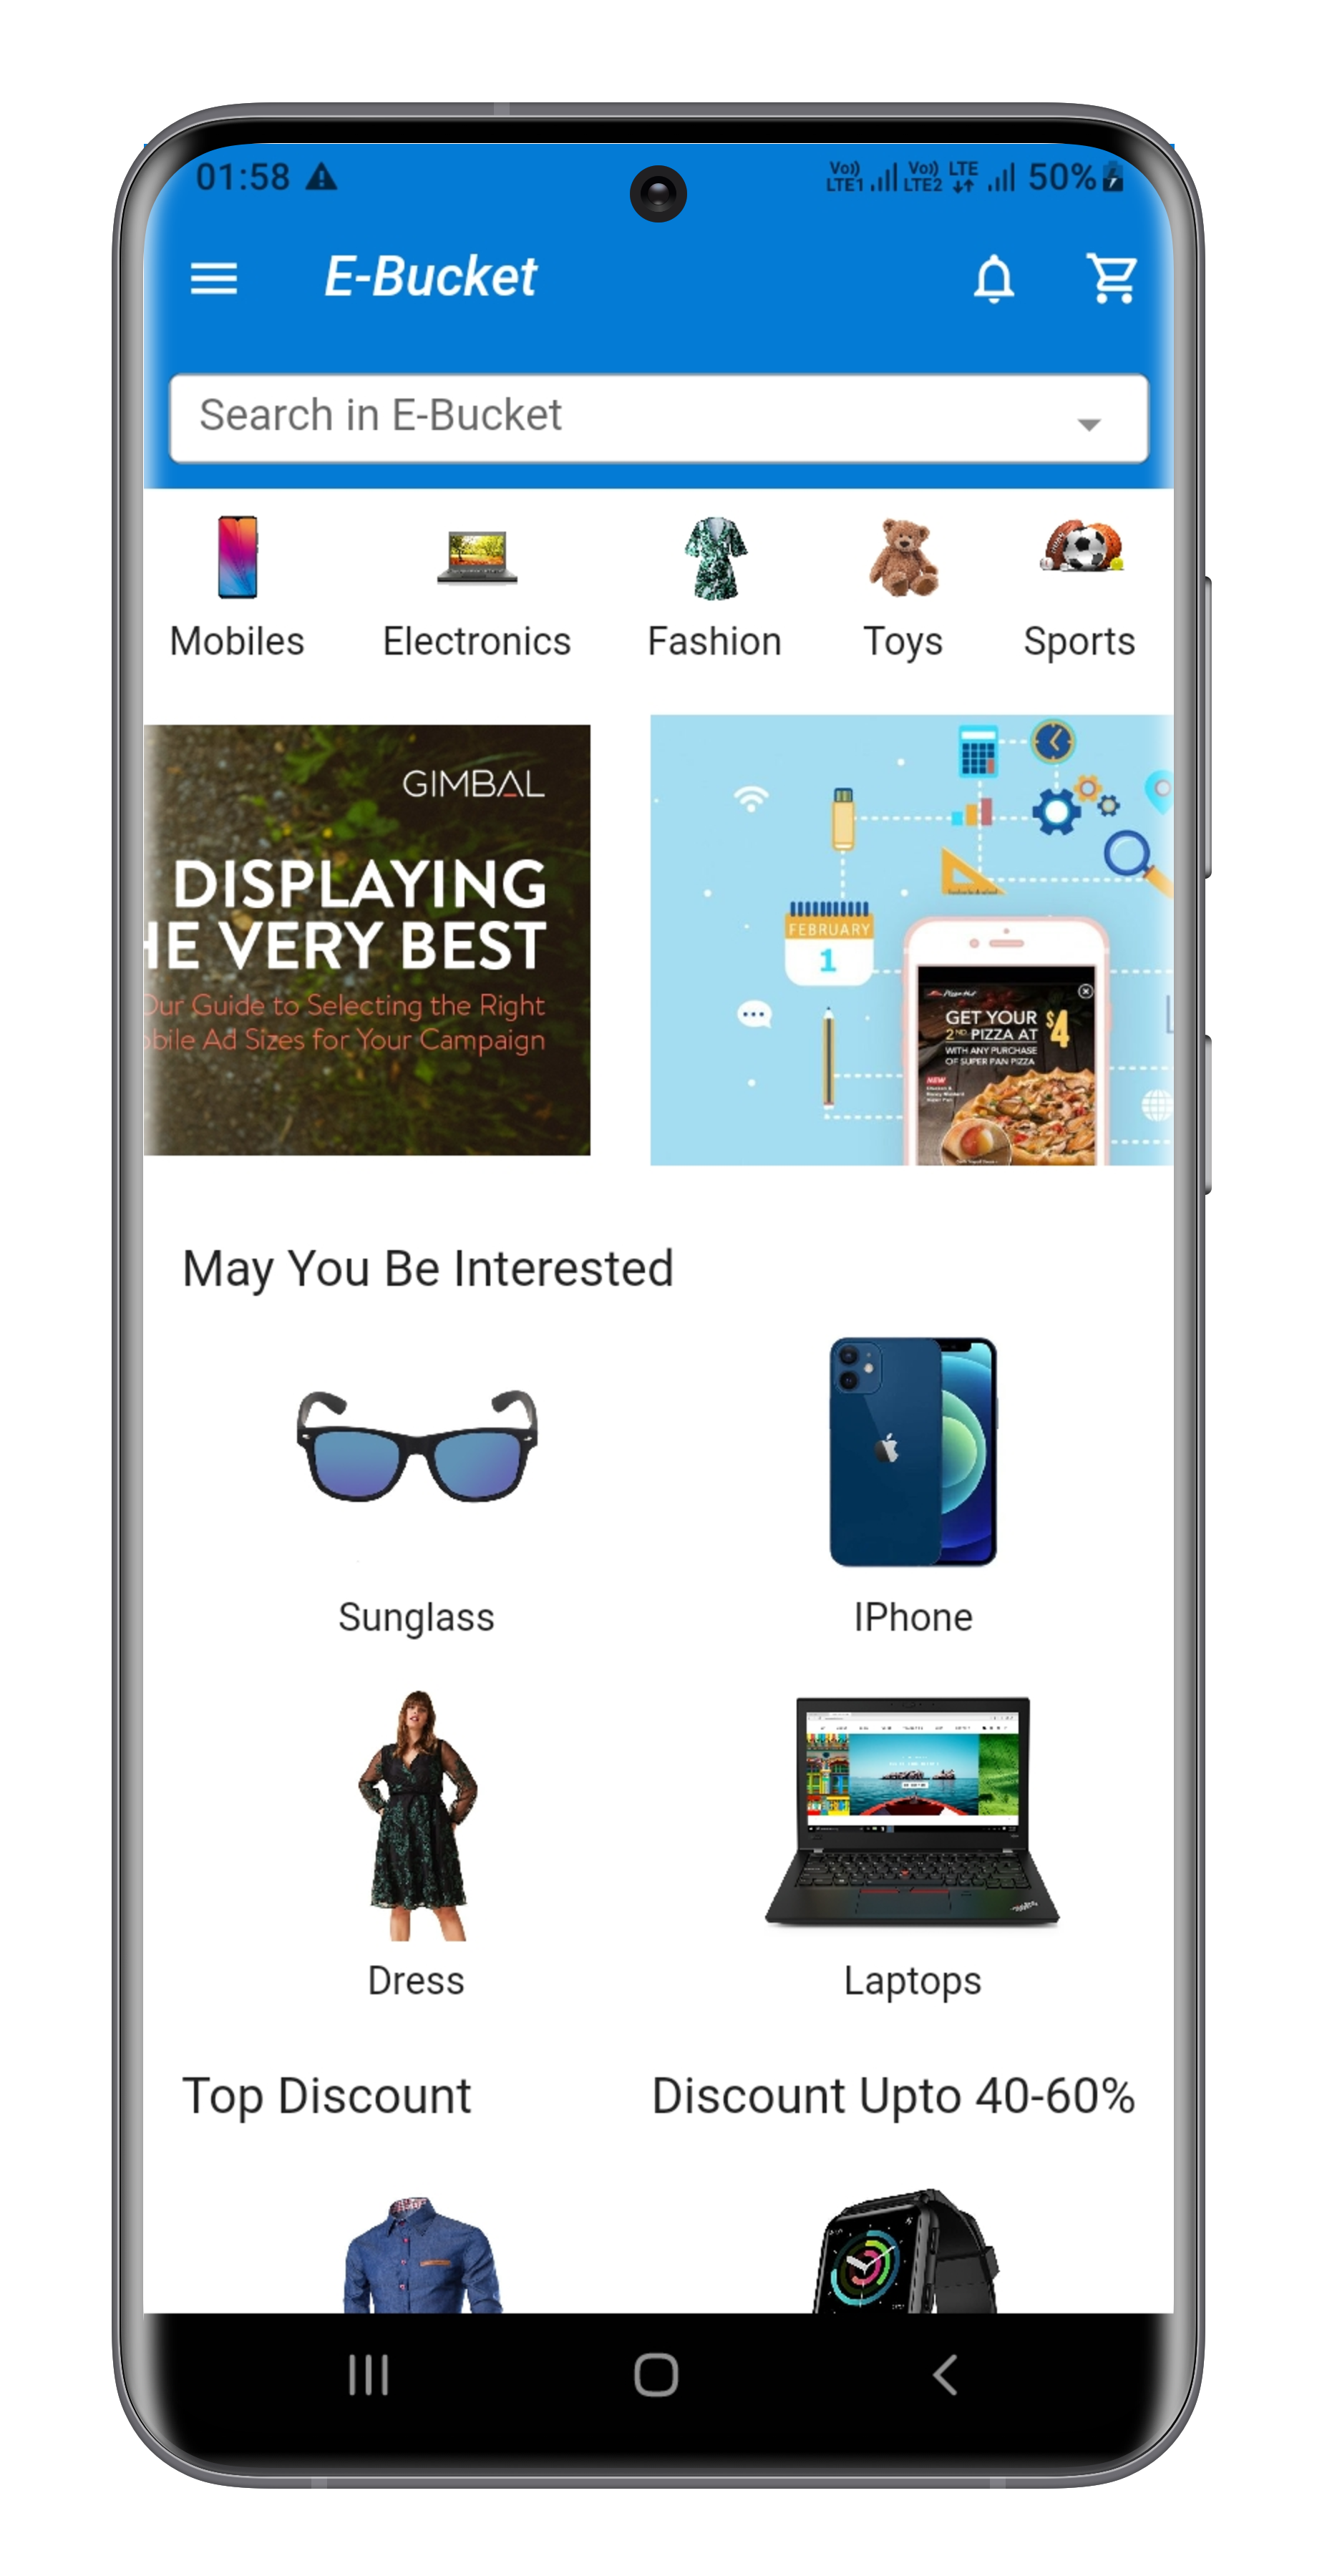 01:58
Vo)) LTE1 Vo)) LTE2 LTE 50%
E-Bucket
Search in E-Bucket
Mobiles Electronics Fashion Toys Sports
GIMBAL
DISPLAYING
HE VERY BEST
Our Guide to Selecting the Right
obile Ad Sizes for Your Campaign
FEBRUARY
1
Pizza Hut
GET YOUR
2ND PIZZA AT
$4
WITH ANY PURCHASE
OF SUPER PAN PIZZA
NEW
May You Be Interested
Sunglass IPhone
Dress Laptops
Top Discount Discount Upto 40-60%